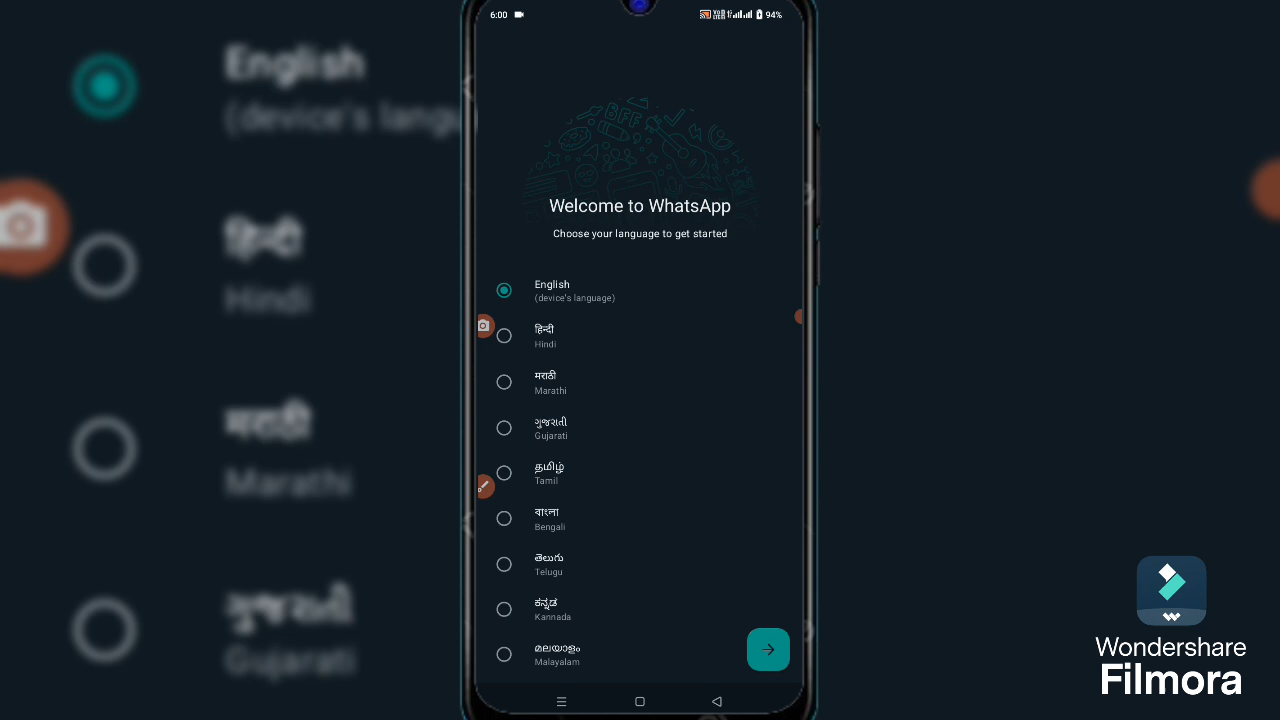 6:00
94%
BFF
Welcome to WhatsApp
Choose your language to get started
English
(device's language)
हिन्दी
Hindi
मराठी
Marathi
ગુજરાતી
Gujarati
தமிழ்
Tamil
বাংলা
Bengali
తెలుగు
Telugu
ಕನ್ನಡ
Kannada
മലയാളം
Malayalam
English
(device's langu
हिन्दी
Hindi
मराठी
Marathi
ગુજરાતી
Gujarati
Wondershare
Filmora